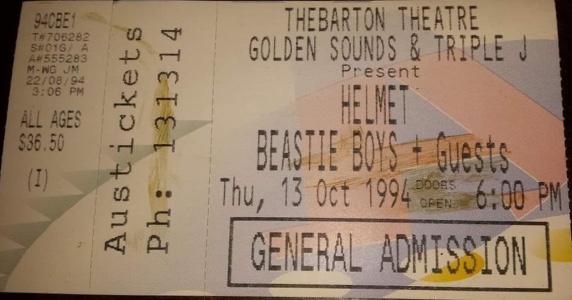 94CBE1
T#706282
S#01G/ A
A#555283
M-WG JM
22/08/94
3:06 PM
ALL AGES
$36.50
(I)
Austickets
Ph: 131314
THEBARTON THEATRE
GOLDEN SOUNDS & TRIPLE J
Present
HELMET
BEASTIE BOYS + Guests
Thu, 13 Oct 1994 DOORS OPEN 6:00 PM
GENERAL ADMISSION